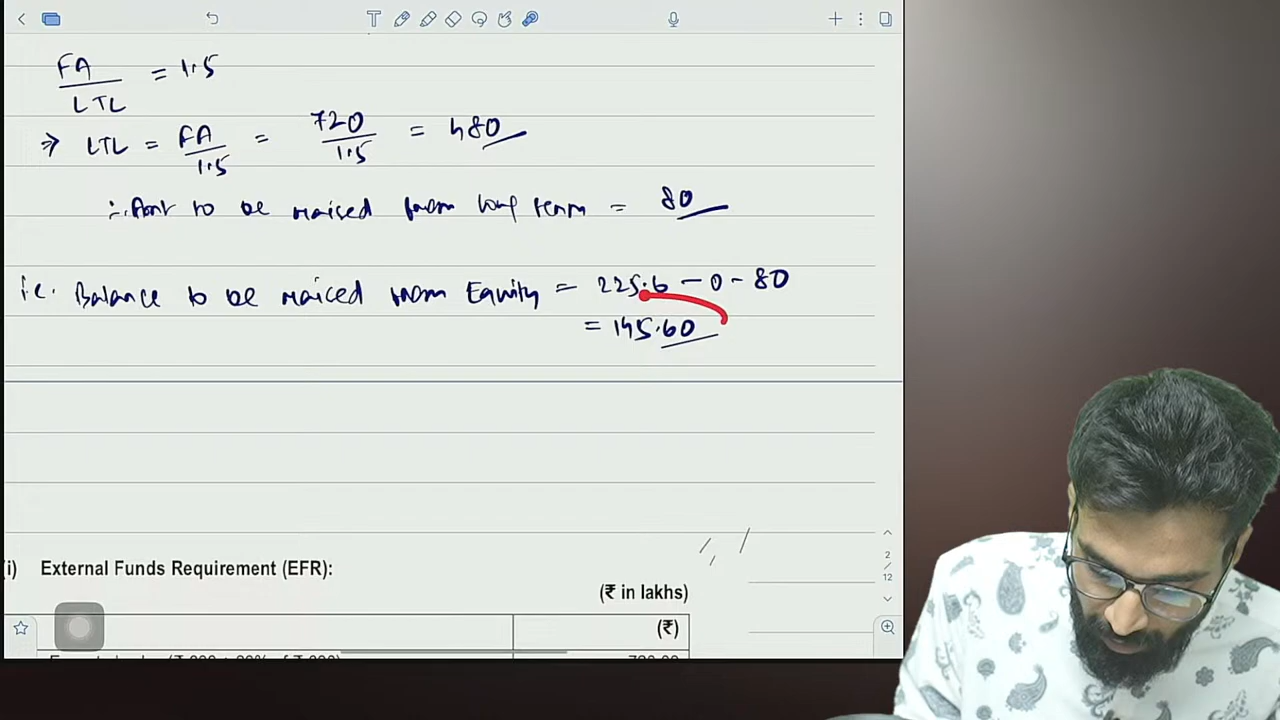 FA
LTL = 1.5
⇒ LTL = FA/1.5 = 720/1.5 = 480
∴ Amt to be raised from long term = 80
i.e. Balance to be raised from Equity = 225.6 - 0 - 80
= 145.60
2
/
12
(i) External Funds Requirement (EFR):
(₹ in lakhs)
(₹)